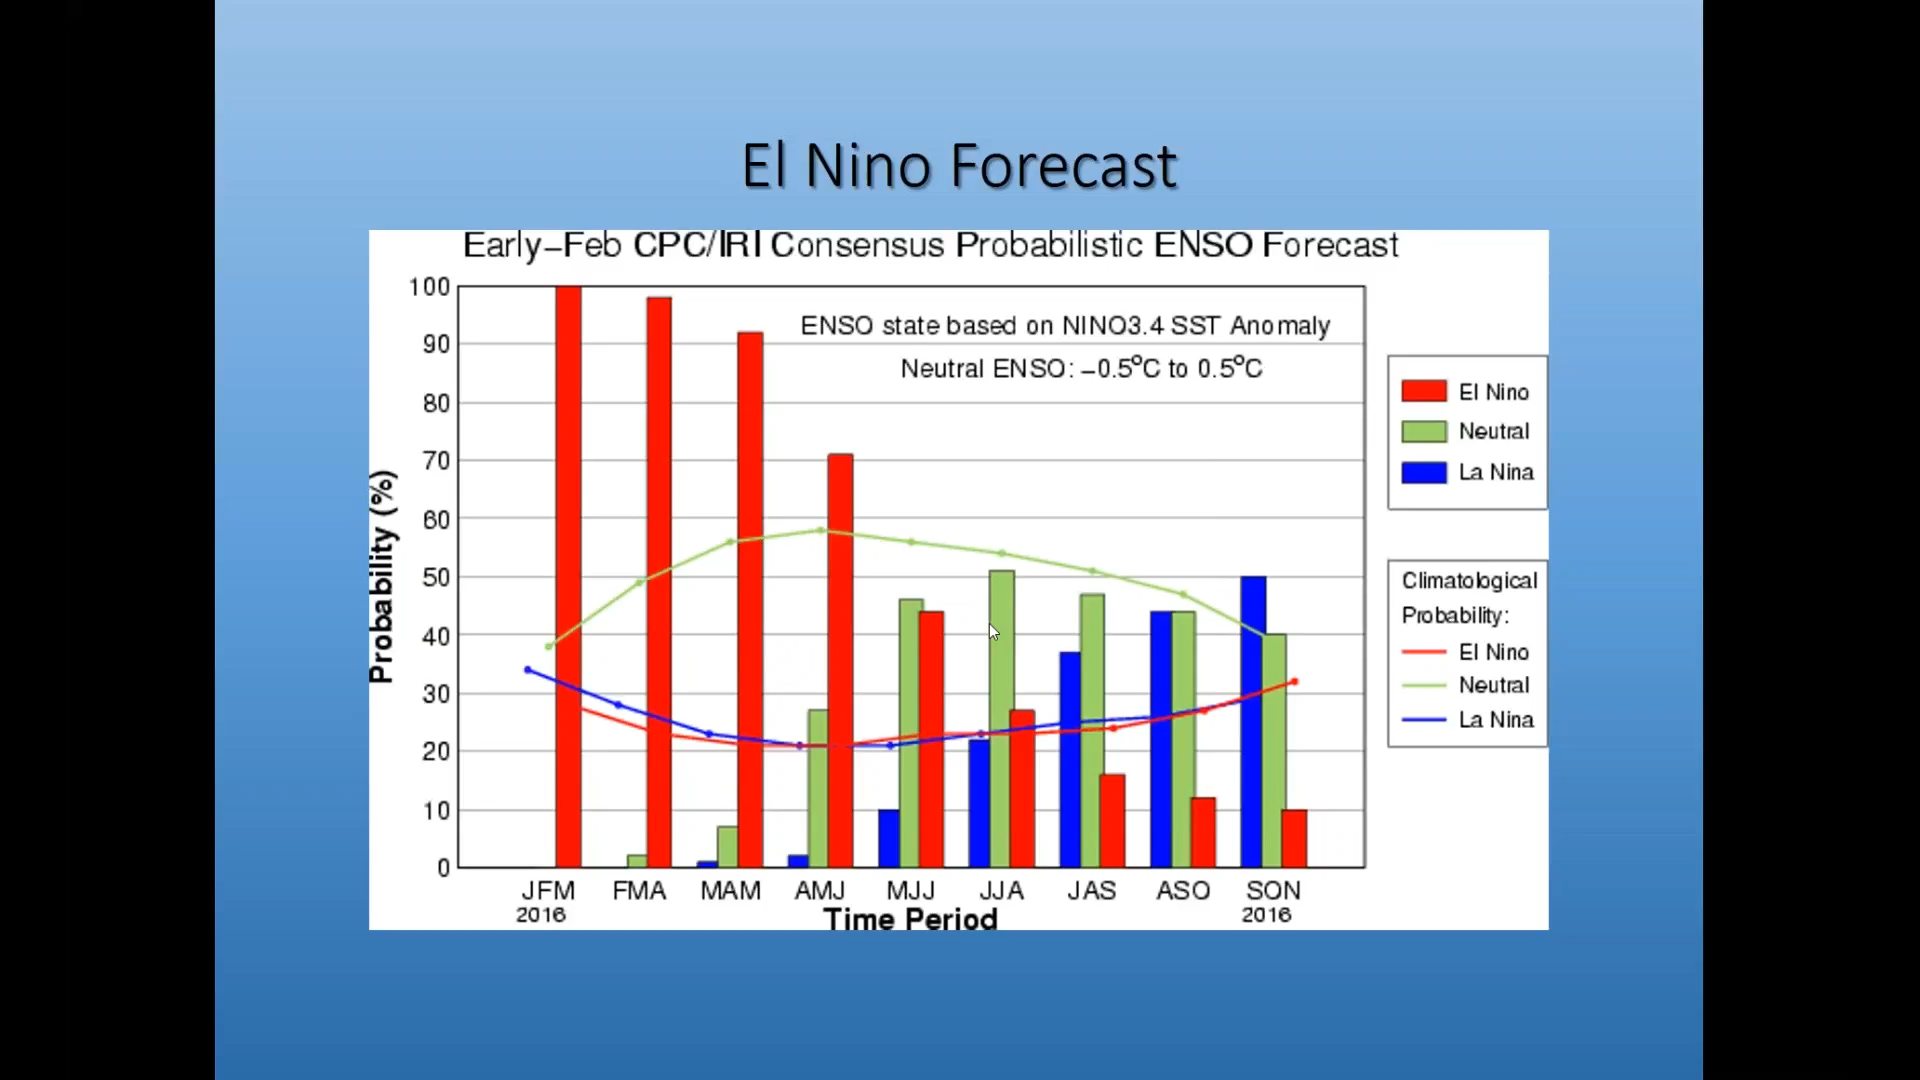 El Nino Forecast
Early-Feb CPC/IRI Consensus Probabilistic ENSO Forecast
ENSO state based on NINO3.4 SST Anomaly
Neutral ENSO: -0.5°C to 0.5°C
Probability (%)
100
90
80
70
60
50
40
30
20
10
0
JFM FMA MAM AMJ MJJ JJA JAS ASO SON
2016 2016
Time Period
El Nino
Neutral
La Nina
Climatological
Probability:
El Nino
Neutral
La Nina